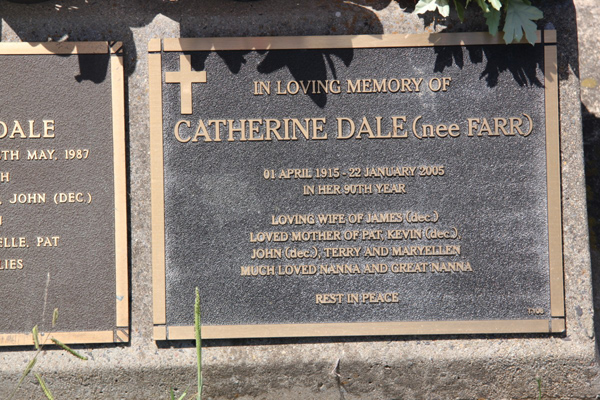 DALE
TH MAY, 1987
H
, JOHN (DEC.)
N
ELLE, PAT
LIES
IN LOVING MEMORY OF
CATHERINE DALE (nee FARR)
01 APRIL 1915 - 22 JANUARY 2005
IN HER 90TH YEAR
LOVING WIFE OF JAMES (dec.)
LOVED MOTHER OF PAT, KEVIN (dec.),
JOHN (dec.), TERRY AND MARYELLEN
MUCH LOVED NANNA AND GREAT NANNA
REST IN PEACE